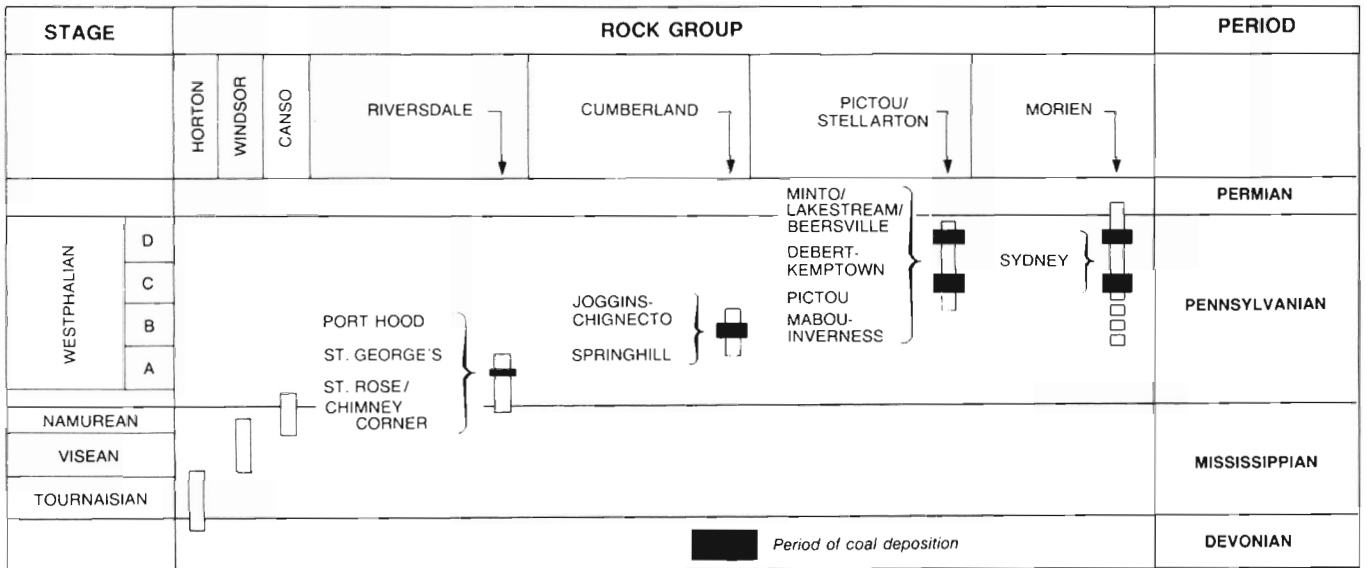 STAGE
ROCK GROUP
PERIOD
HORTON
WINDSOR
CANSO
RIVERSDALE
CUMBERLAND
PICTOU/
STELLARTON
MORIEN
PERMIAN
WESTPHALIAN
D
C
B
A
MINTO/
LAKESTREAM/
BEERSVILLE
DEBERT-
KEMPTOWN
PICTOU
MABOU-
INVERNESS
SYDNEY
JOGGINS-
CHIGNECTO
SPRINGHILL
PORT HOOD
ST. GEORGE'S
ST. ROSE/
CHIMNEY
CORNER
PENNSYLVANIAN
NAMUREAN
VISEAN
TOURNAISIAN
MISSISSIPPIAN
Period of coal deposition
DEVONIAN